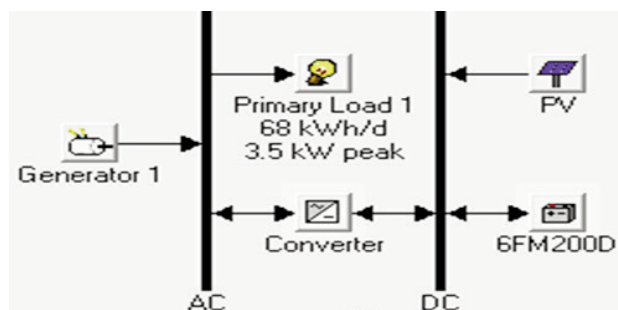 Primary Load 1
68 kWh/d
3.5 kW peak
PV
Generator 1
Converter
6FM200D
AC
DC